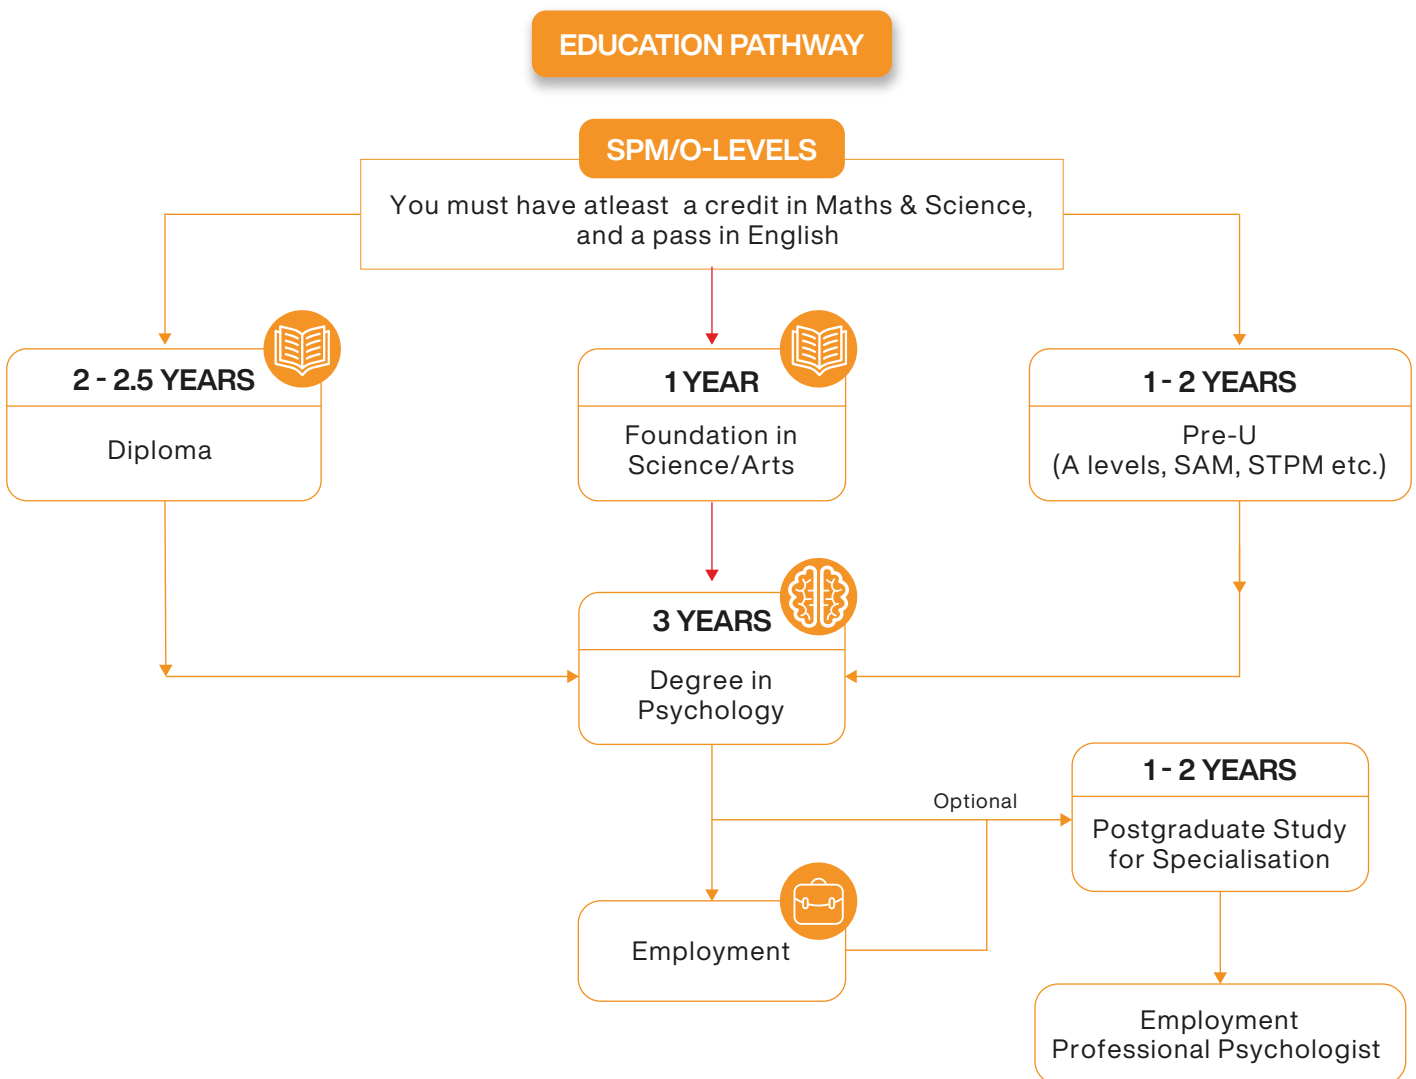 EDUCATION PATHWAY
SPM/O-LEVELS
You must have atleast a credit in Maths & Science,
and a pass in English
2 - 2.5 YEARS
Diploma
1 YEAR
Foundation in
Science/Arts
1 - 2 YEARS
Pre-U
(A levels, SAM, STPM etc.)
3 YEARS
Degree in
Psychology
Optional
1 - 2 YEARS
Postgraduate Study
for Specialisation
Employment
Employment
Professional Psychologist